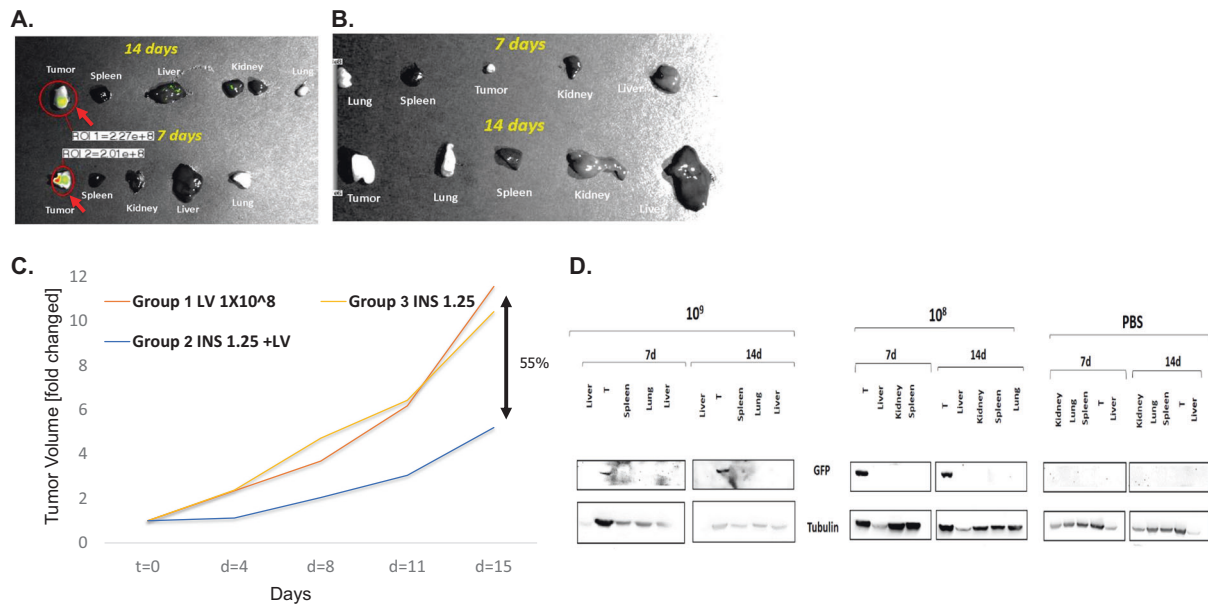 A.
14 days
Tumor
Spleen
Liver
Kidney
Lung
ROI 1=2.27e+8
7 days
ROI 2=2.01e+8
Tumor
Spleen
Kidney
Liver
Lung
B.
7 days
Lung
Spleen
Tumor
Kidney
Liver
14 days
Tumor
Lung
Spleen
Kidney
Liver
C.
Tumor Volume [fold changed]
12
10
8
6
4
2
0
Group 1 LV 1X10^8
Group 3 INS 1.25
Group 2 INS 1.25 +LV
55%
t=0 d=4 d=8 d=11 d=15
Days
D.
10⁹
7d 14d
Liver T Spleen Lung Liver
Liver T Spleen Lung Liver
10⁸
7d 14d
T Liver Kidney Spleen
T Liver Kidney Spleen Lung
PBS
7d 14d
Kidney Lung Spleen T Liver
Kidney Lung Spleen T Liver
GFP
Tubulin